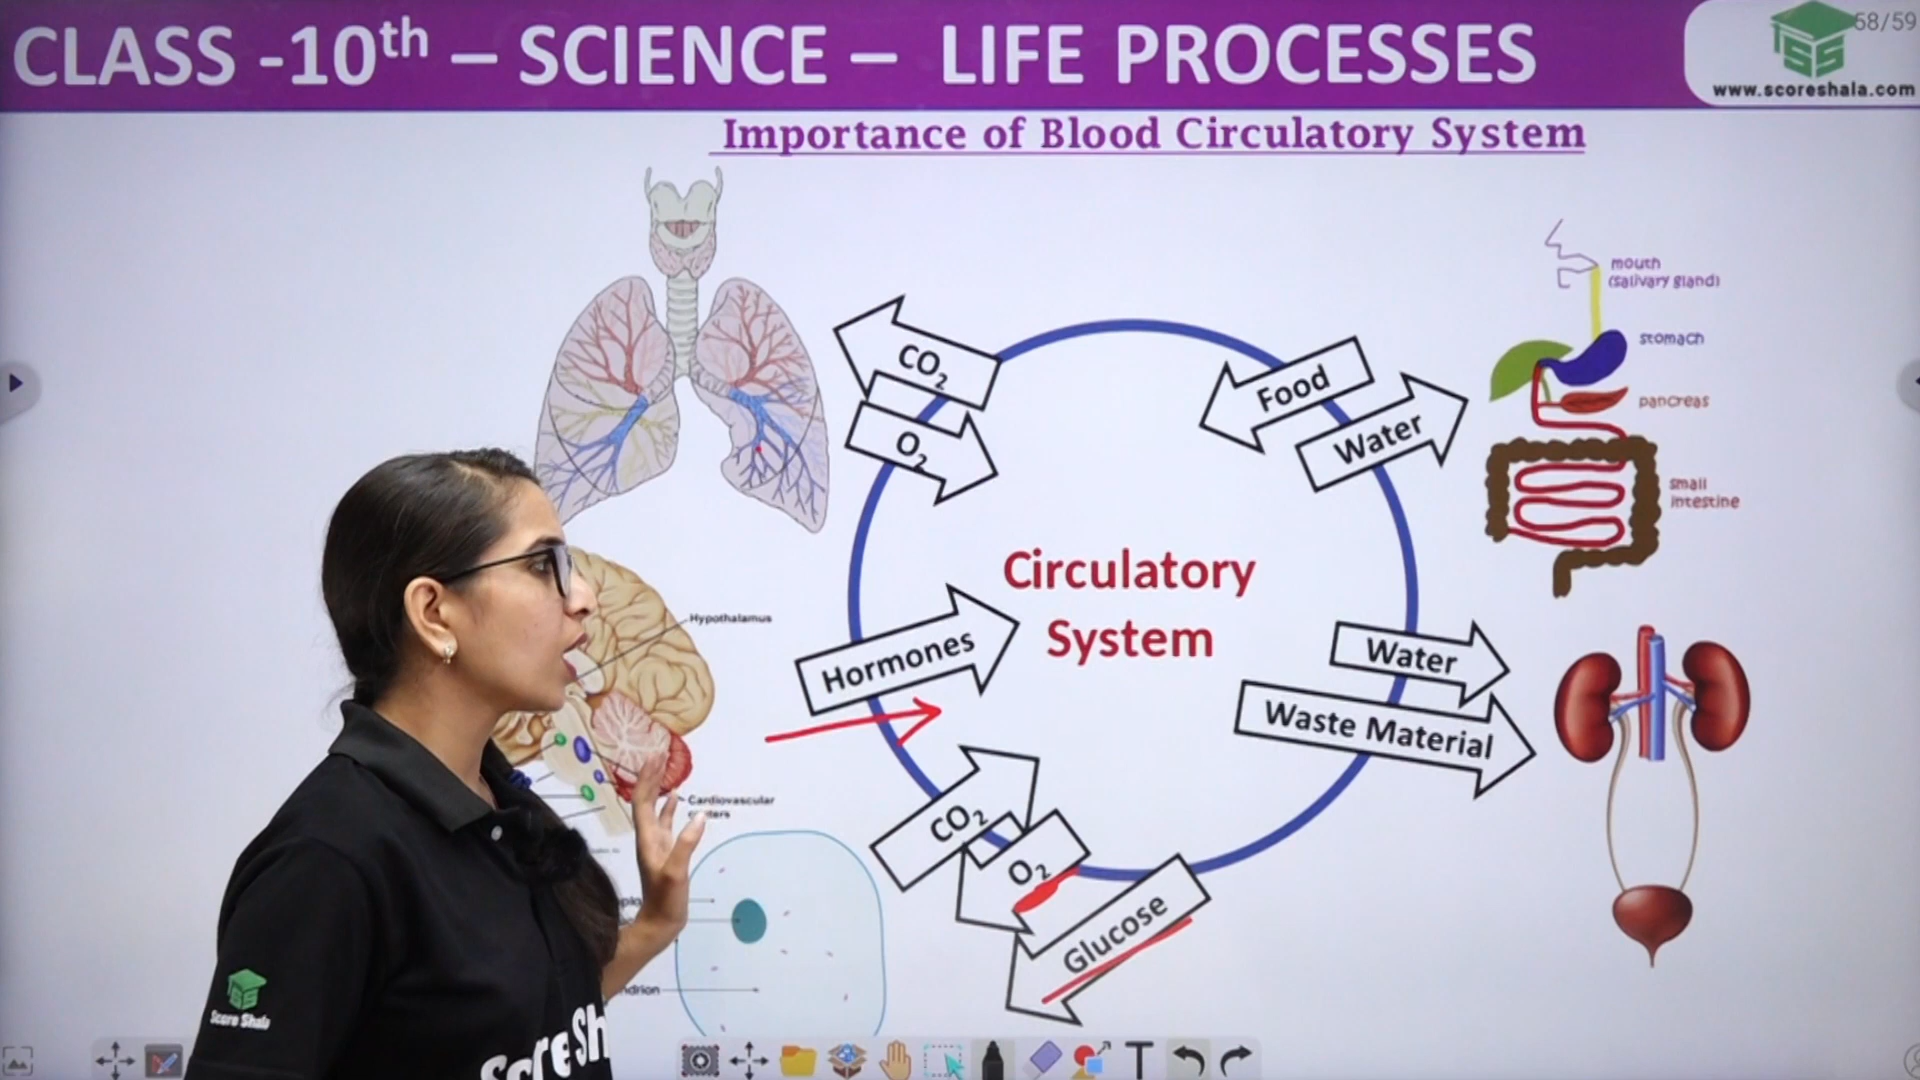 CLASS -10th – SCIENCE – LIFE PROCESSES
58/59
SS
www.scoreshala.com
Importance of Blood Circulatory System
mouth
(salivary gland)
stomach
pancreas
small
intestine
CO2
O2
Food
Water
Circulatory
System
Hypothalamus
Hormones
Water
Waste Material
Cardiovascular
CO2
O2
Glucose
SS
Score Shala
T